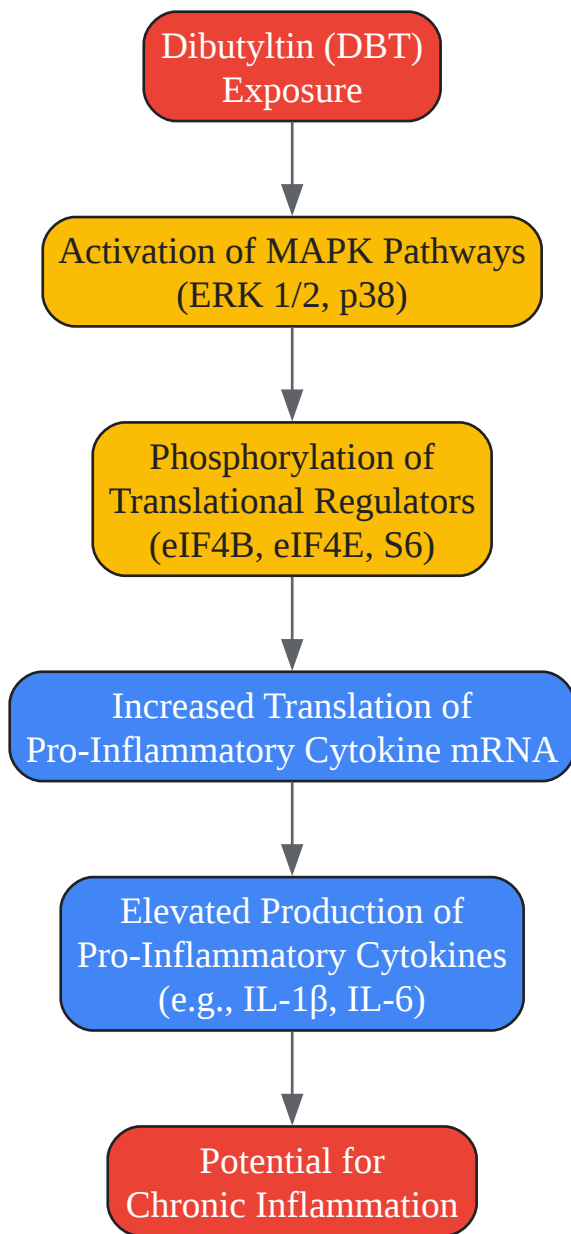 Dibutyltin (DBT)
Exposure
Activation of MAPK Pathways
(ERK 1/2, p38)
Phosphorylation of
Translational Regulators
(eIF4B, eIF4E, S6)
Increased Translation of
Pro-Inflammatory Cytokine mRNA
Elevated Production of
Pro-Inflammatory Cytokines
(e.g., IL-1β, IL-6)
Potential for
Chronic Inflammation